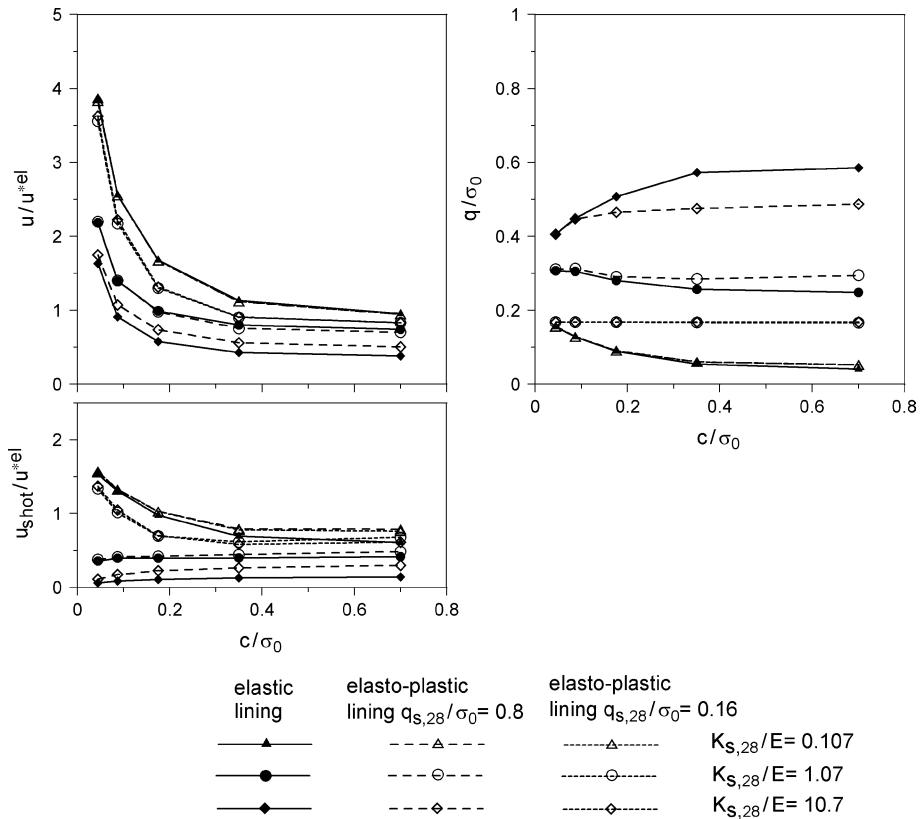 5
4
3
2
1
0
u/u*el
1
0.8
0.6
0.4
0.2
0
q/σ0
0 0.2 0.4 0.6 0.8
c/σ0
2
1
0
ushot/u*el
0 0.2 0.4 0.6 0.8
c/σ0
elastic lining
elasto-plastic
lining qs,28/σ0= 0.8
elasto-plastic
lining qs,28/σ0= 0.16
Ks,28/E= 0.107
Ks,28/E= 1.07
Ks,28/E= 10.7